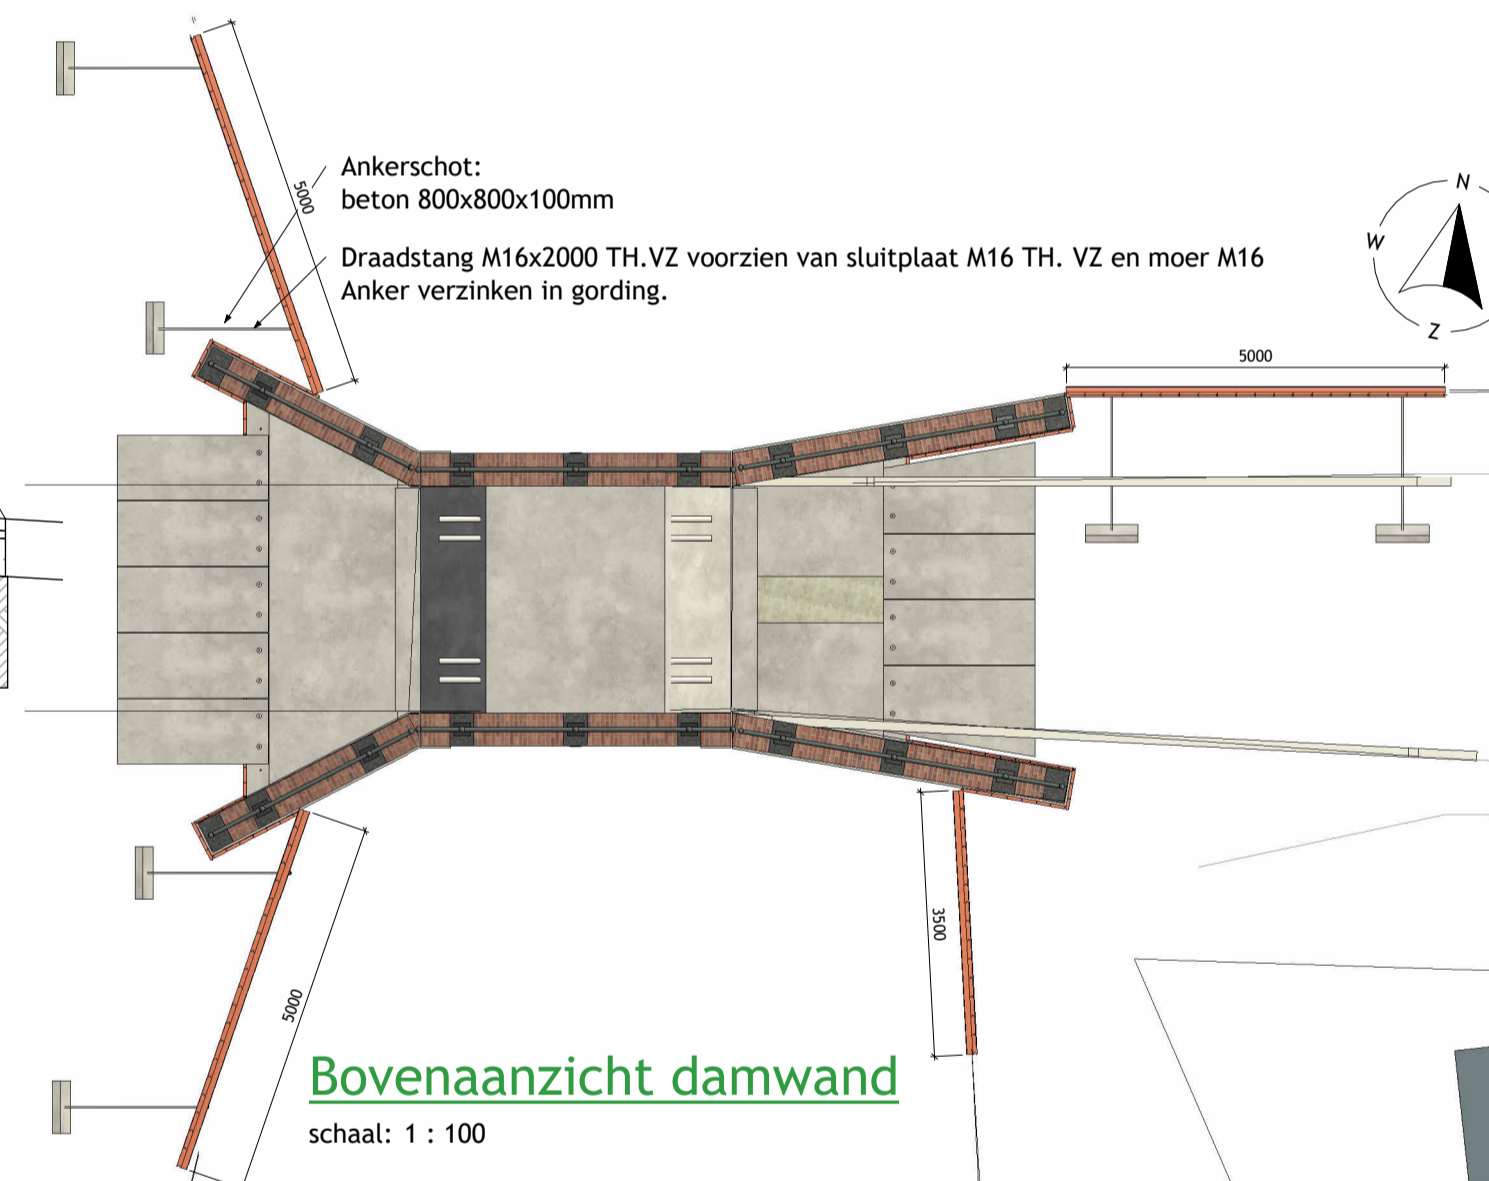 5000
Ankerschot:
beton 800x800x100mm
Draadstang M16x2000 TH.VZ voorzien van sluitplaat M16 TH. VZ en moer M16
Anker verzinken in gording.
N
W
Z
5000
3500
5000
Bovenaanzicht damwand
schaal: 1 : 100